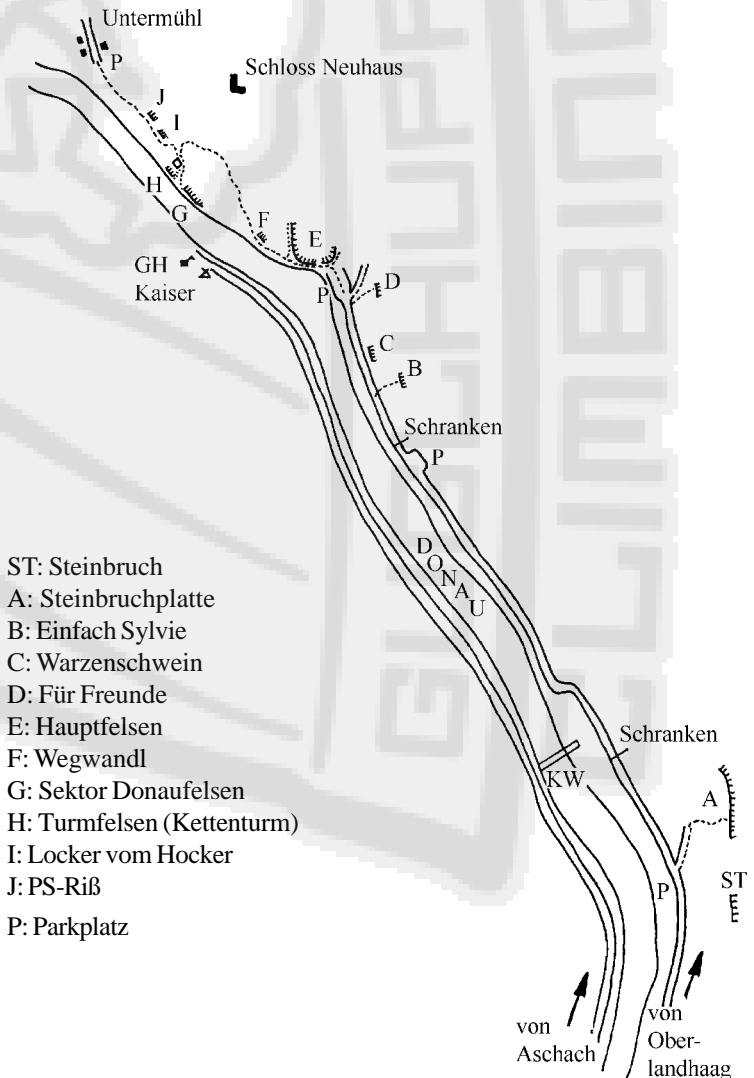 Untermühl
P
Schloss Neuhaus
J
I
H
G
F
E
GH
Kaiser
P
D
C
B
Schranken
P
DONAU
ST: Steinbruch
A: Steinbruchplatte
B: Einfach Sylvie
C: Warzenschwein
D: Für Freunde
E: Hauptfelsen
F: Wegwandl
G: Sektor Donaufelsen
H: Turmfelsen (Kettenturm)
I: Locker vom Hocker
J: PS-Riß
P: Parkplatz
Schranken
KW
A
P
ST
von
Aschach
von
Ober-
landhaag